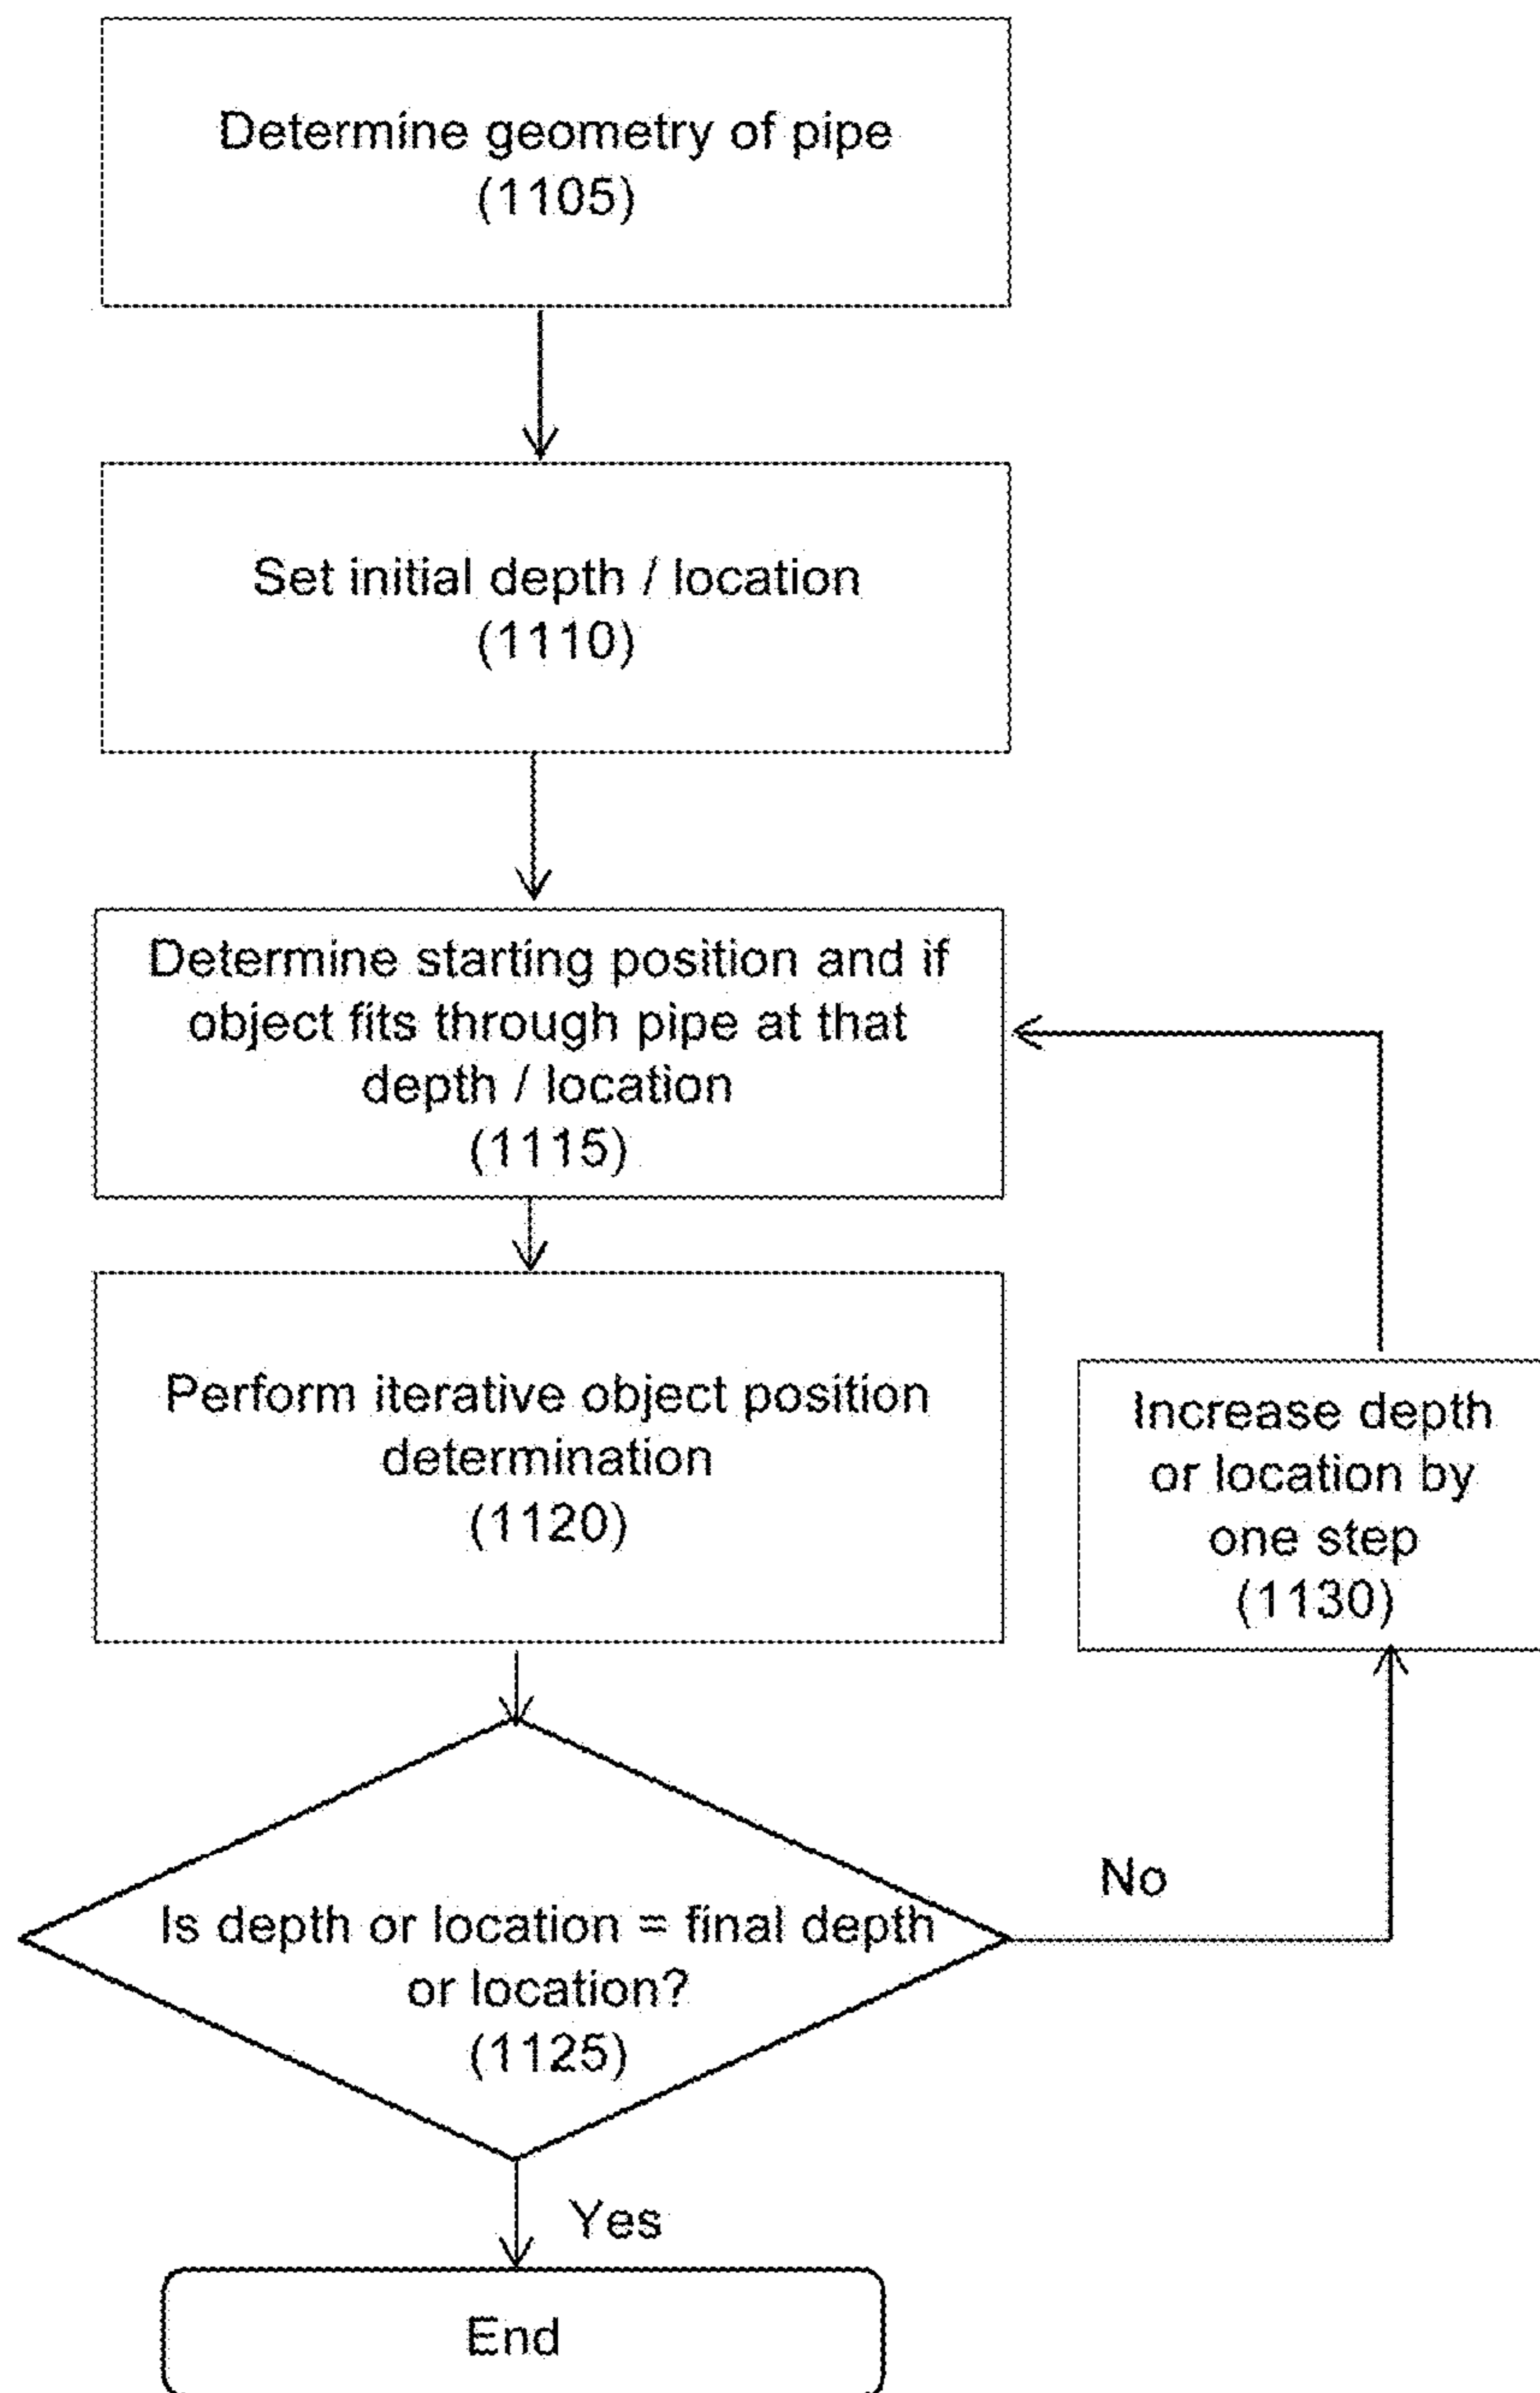 Determine geometry of pipe
(1105)
Set initial depth / location
(1110)
Determine starting position and if
object fits through pipe at that
depth / location
(1115)
Perform iterative object position
determination
(1120)
Increase depth
or location by
one step
(1130)
Is depth or location = final depth
or location?
(1125)
No
Yes
End